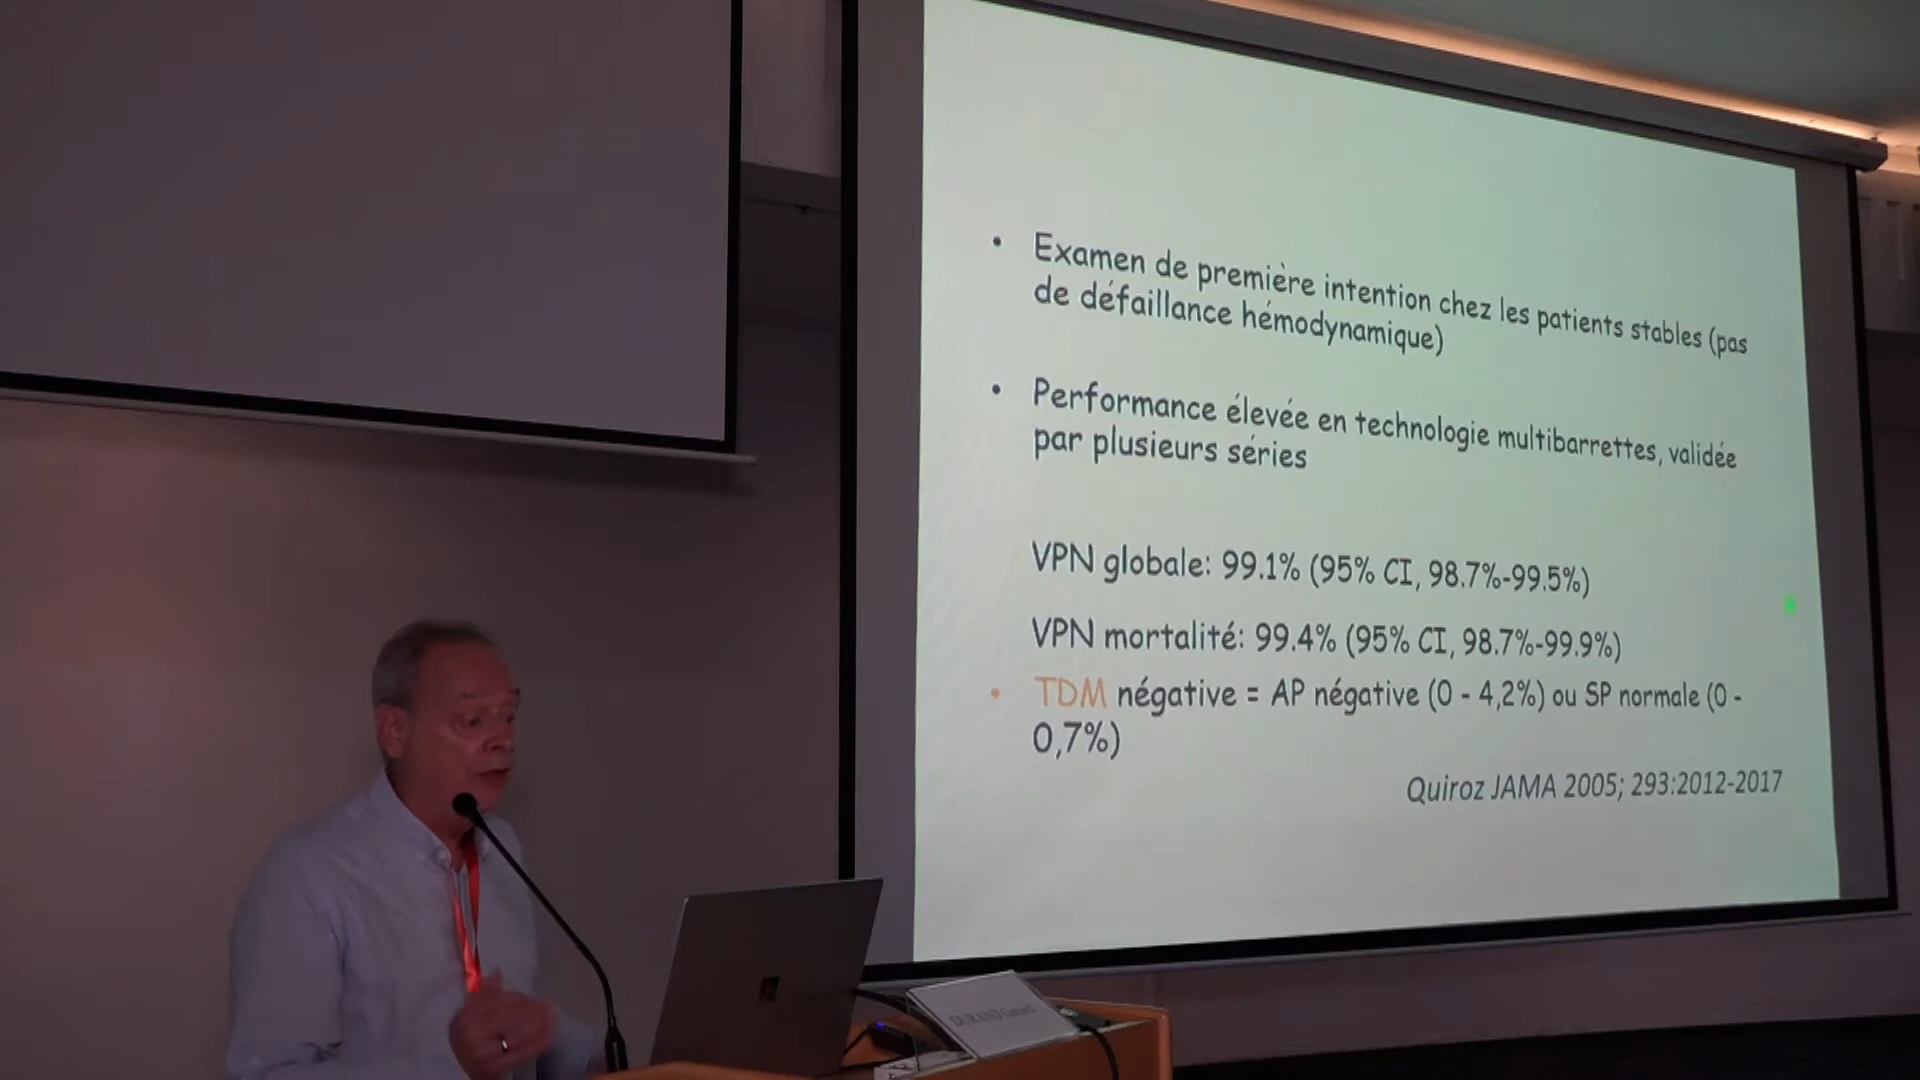 • Examen de première intention chez les patients stables (pas
de défaillance hémodynamique)
• Performance élevée en technologie multibarrettes, validée
par plusieurs séries
VPN globale: 99.1% (95% CI, 98.7%-99.5%)
VPN mortalité: 99.4% (95% CI, 98.7%-99.9%)
• TDM négative = AP négative (0 - 4,2%) ou SP normale (0 -
0,7%)
Quiroz JAMA 2005; 293:2012-2017
DURAND